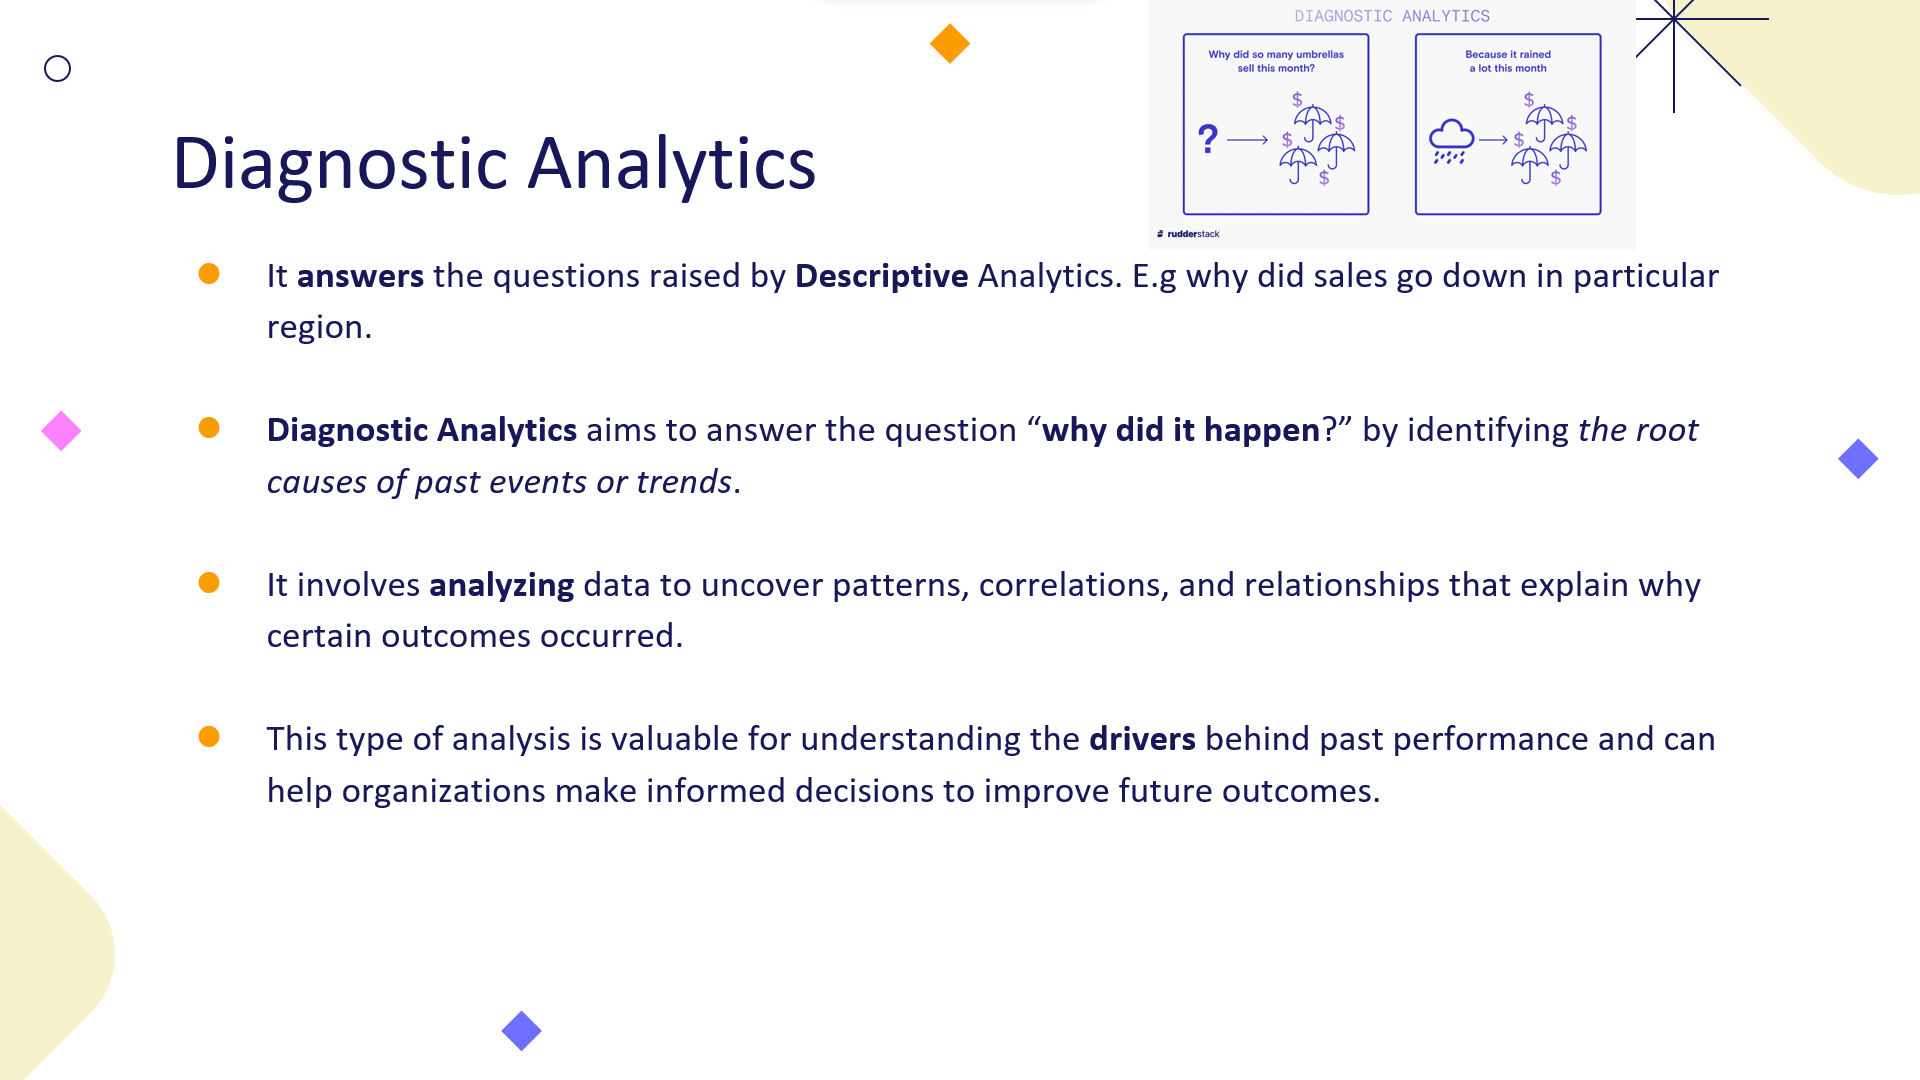 DIAGNOSTIC ANALYTICS
Why did so many umbrellas
sell this month?
$
?
$
$
$
Because it rained
a lot this month
$
$
$
$
rudderstack
Diagnostic Analytics
It answers the questions raised by Descriptive Analytics. E.g why did sales go down in particular
region.
Diagnostic Analytics aims to answer the question “why did it happen?” by identifying the root
causes of past events or trends.
It involves analyzing data to uncover patterns, correlations, and relationships that explain why
certain outcomes occurred.
This type of analysis is valuable for understanding the drivers behind past performance and can
help organizations make informed decisions to improve future outcomes.